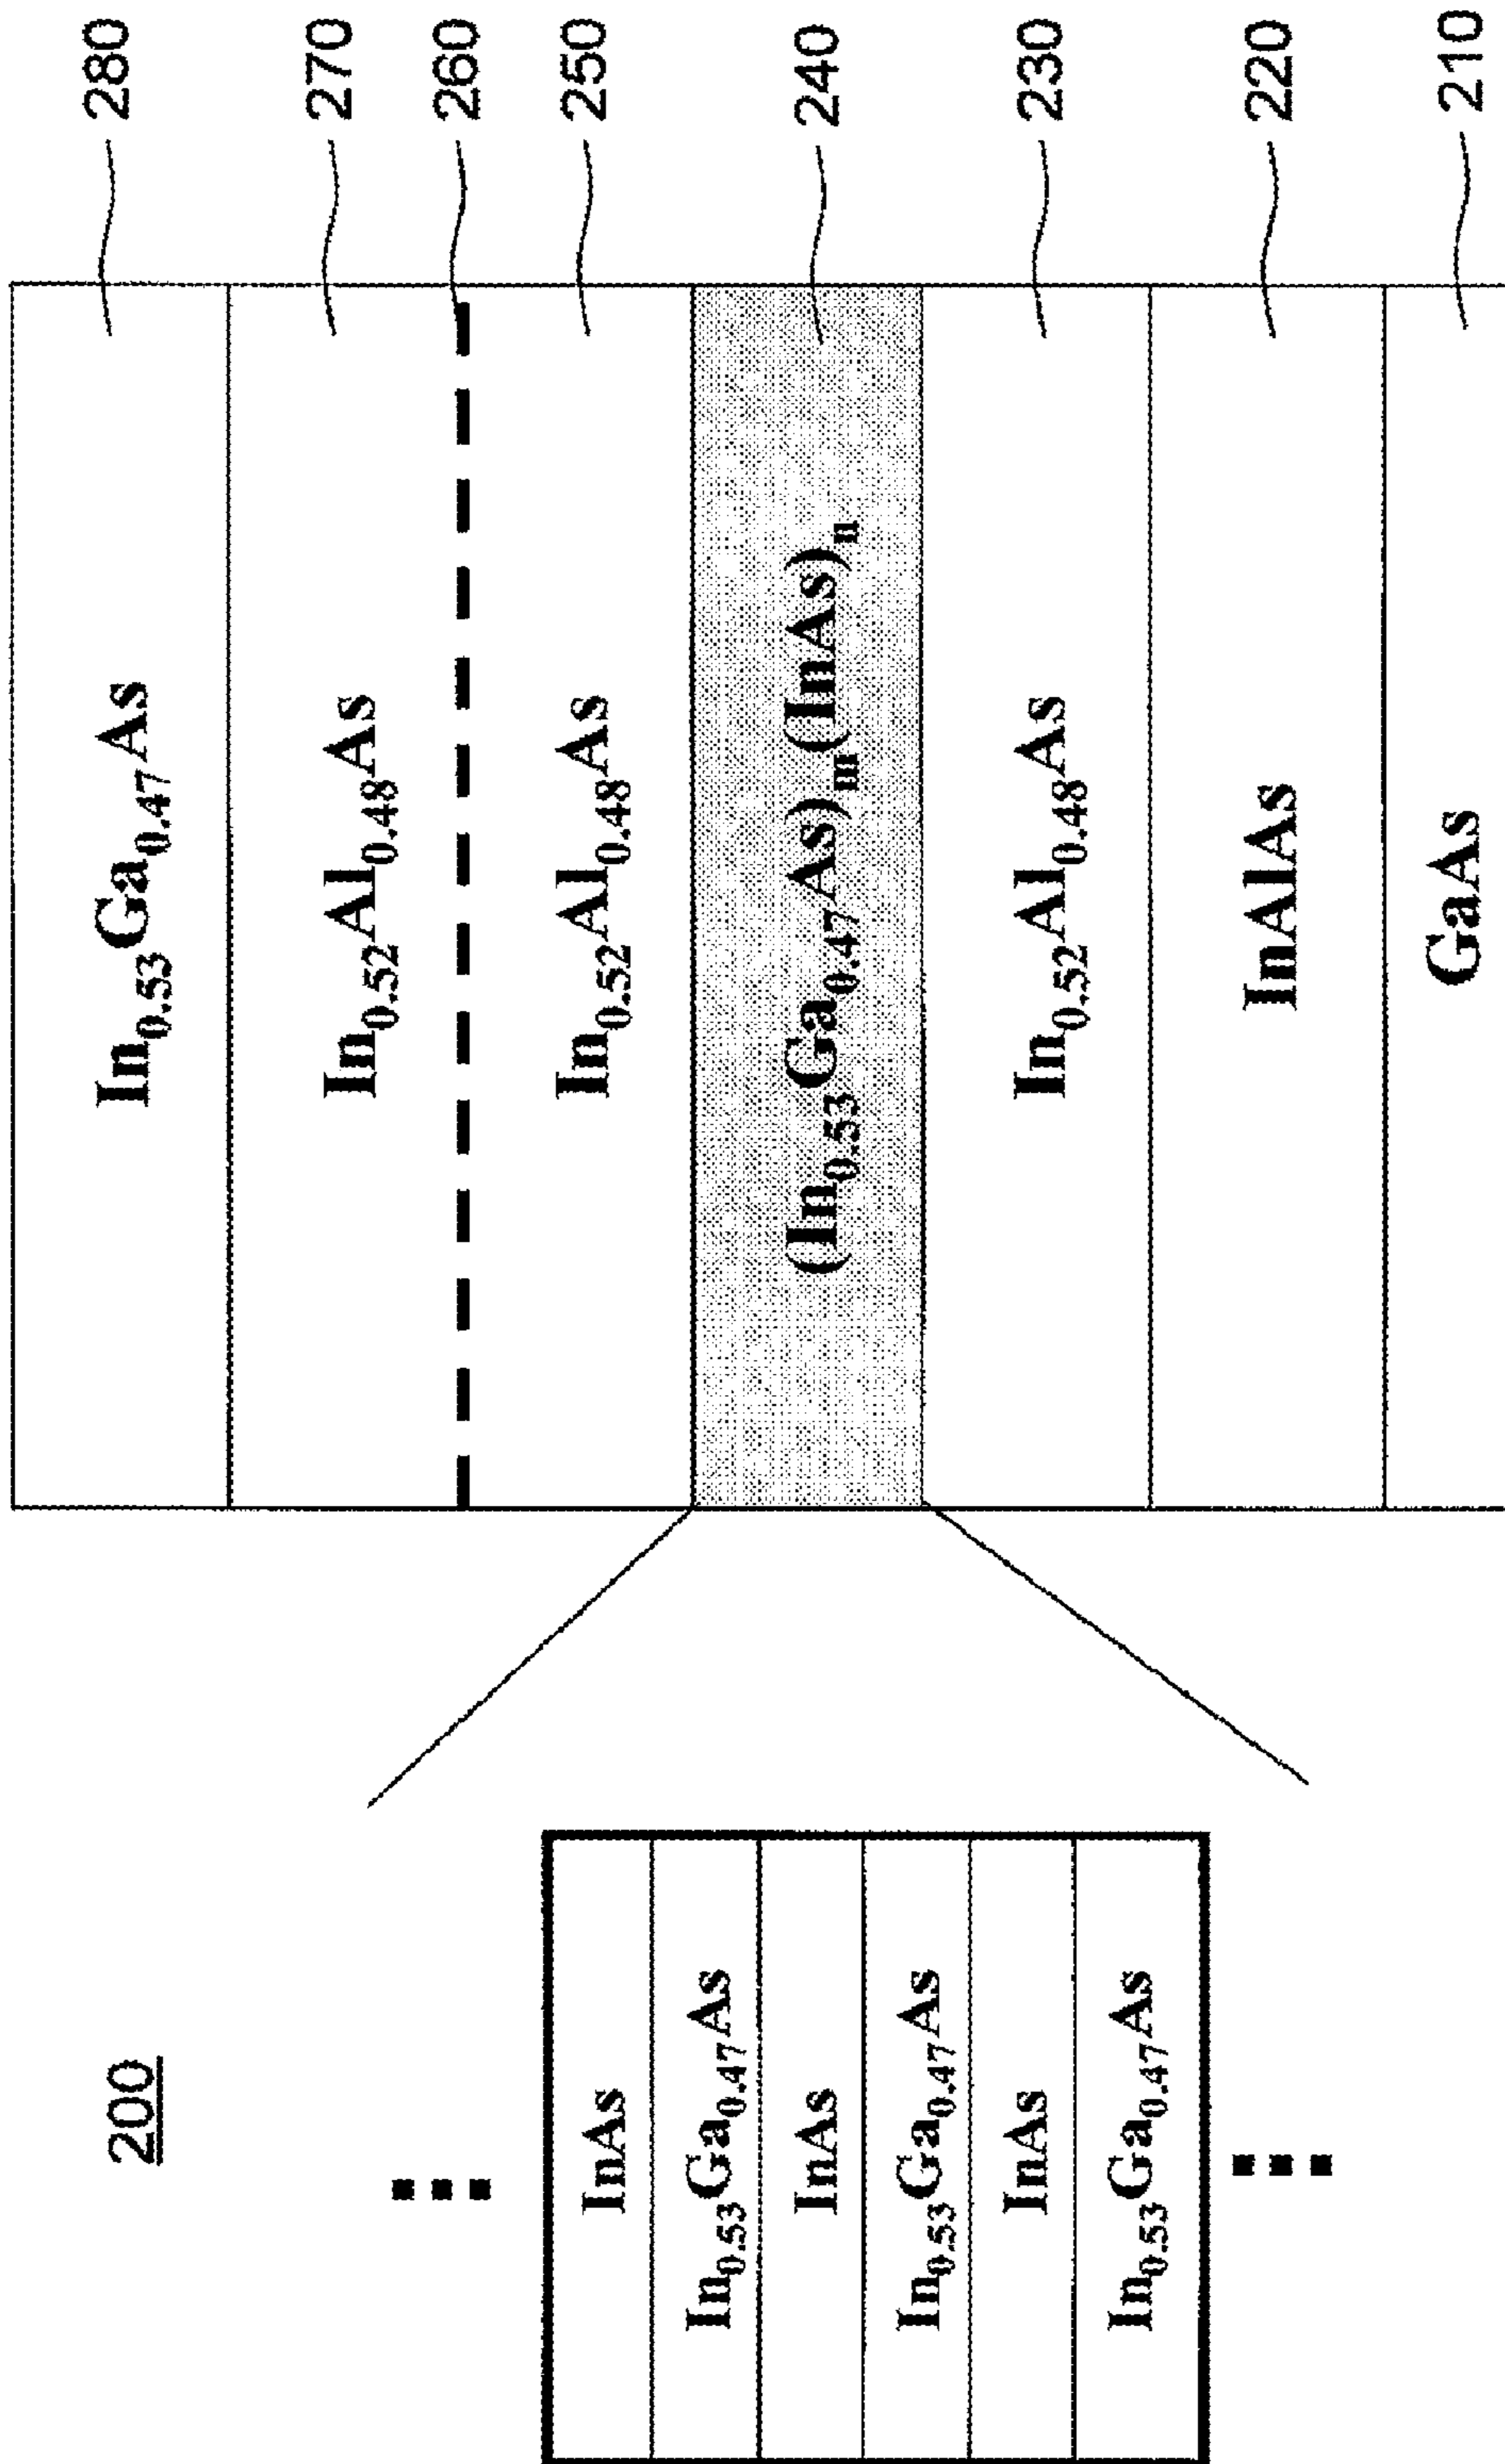 200
In0.53Ga0.47As 280
In0.52Al0.48As 270
260
In0.52Al0.48As 250
(In0.53Ga0.47As)m(InAs)n 240
In0.52Al0.48As 230
InAlAs 220
GaAs 210
InAs
In0.53Ga0.47As
InAs
In0.53Ga0.47As
InAs
In0.53Ga0.47As